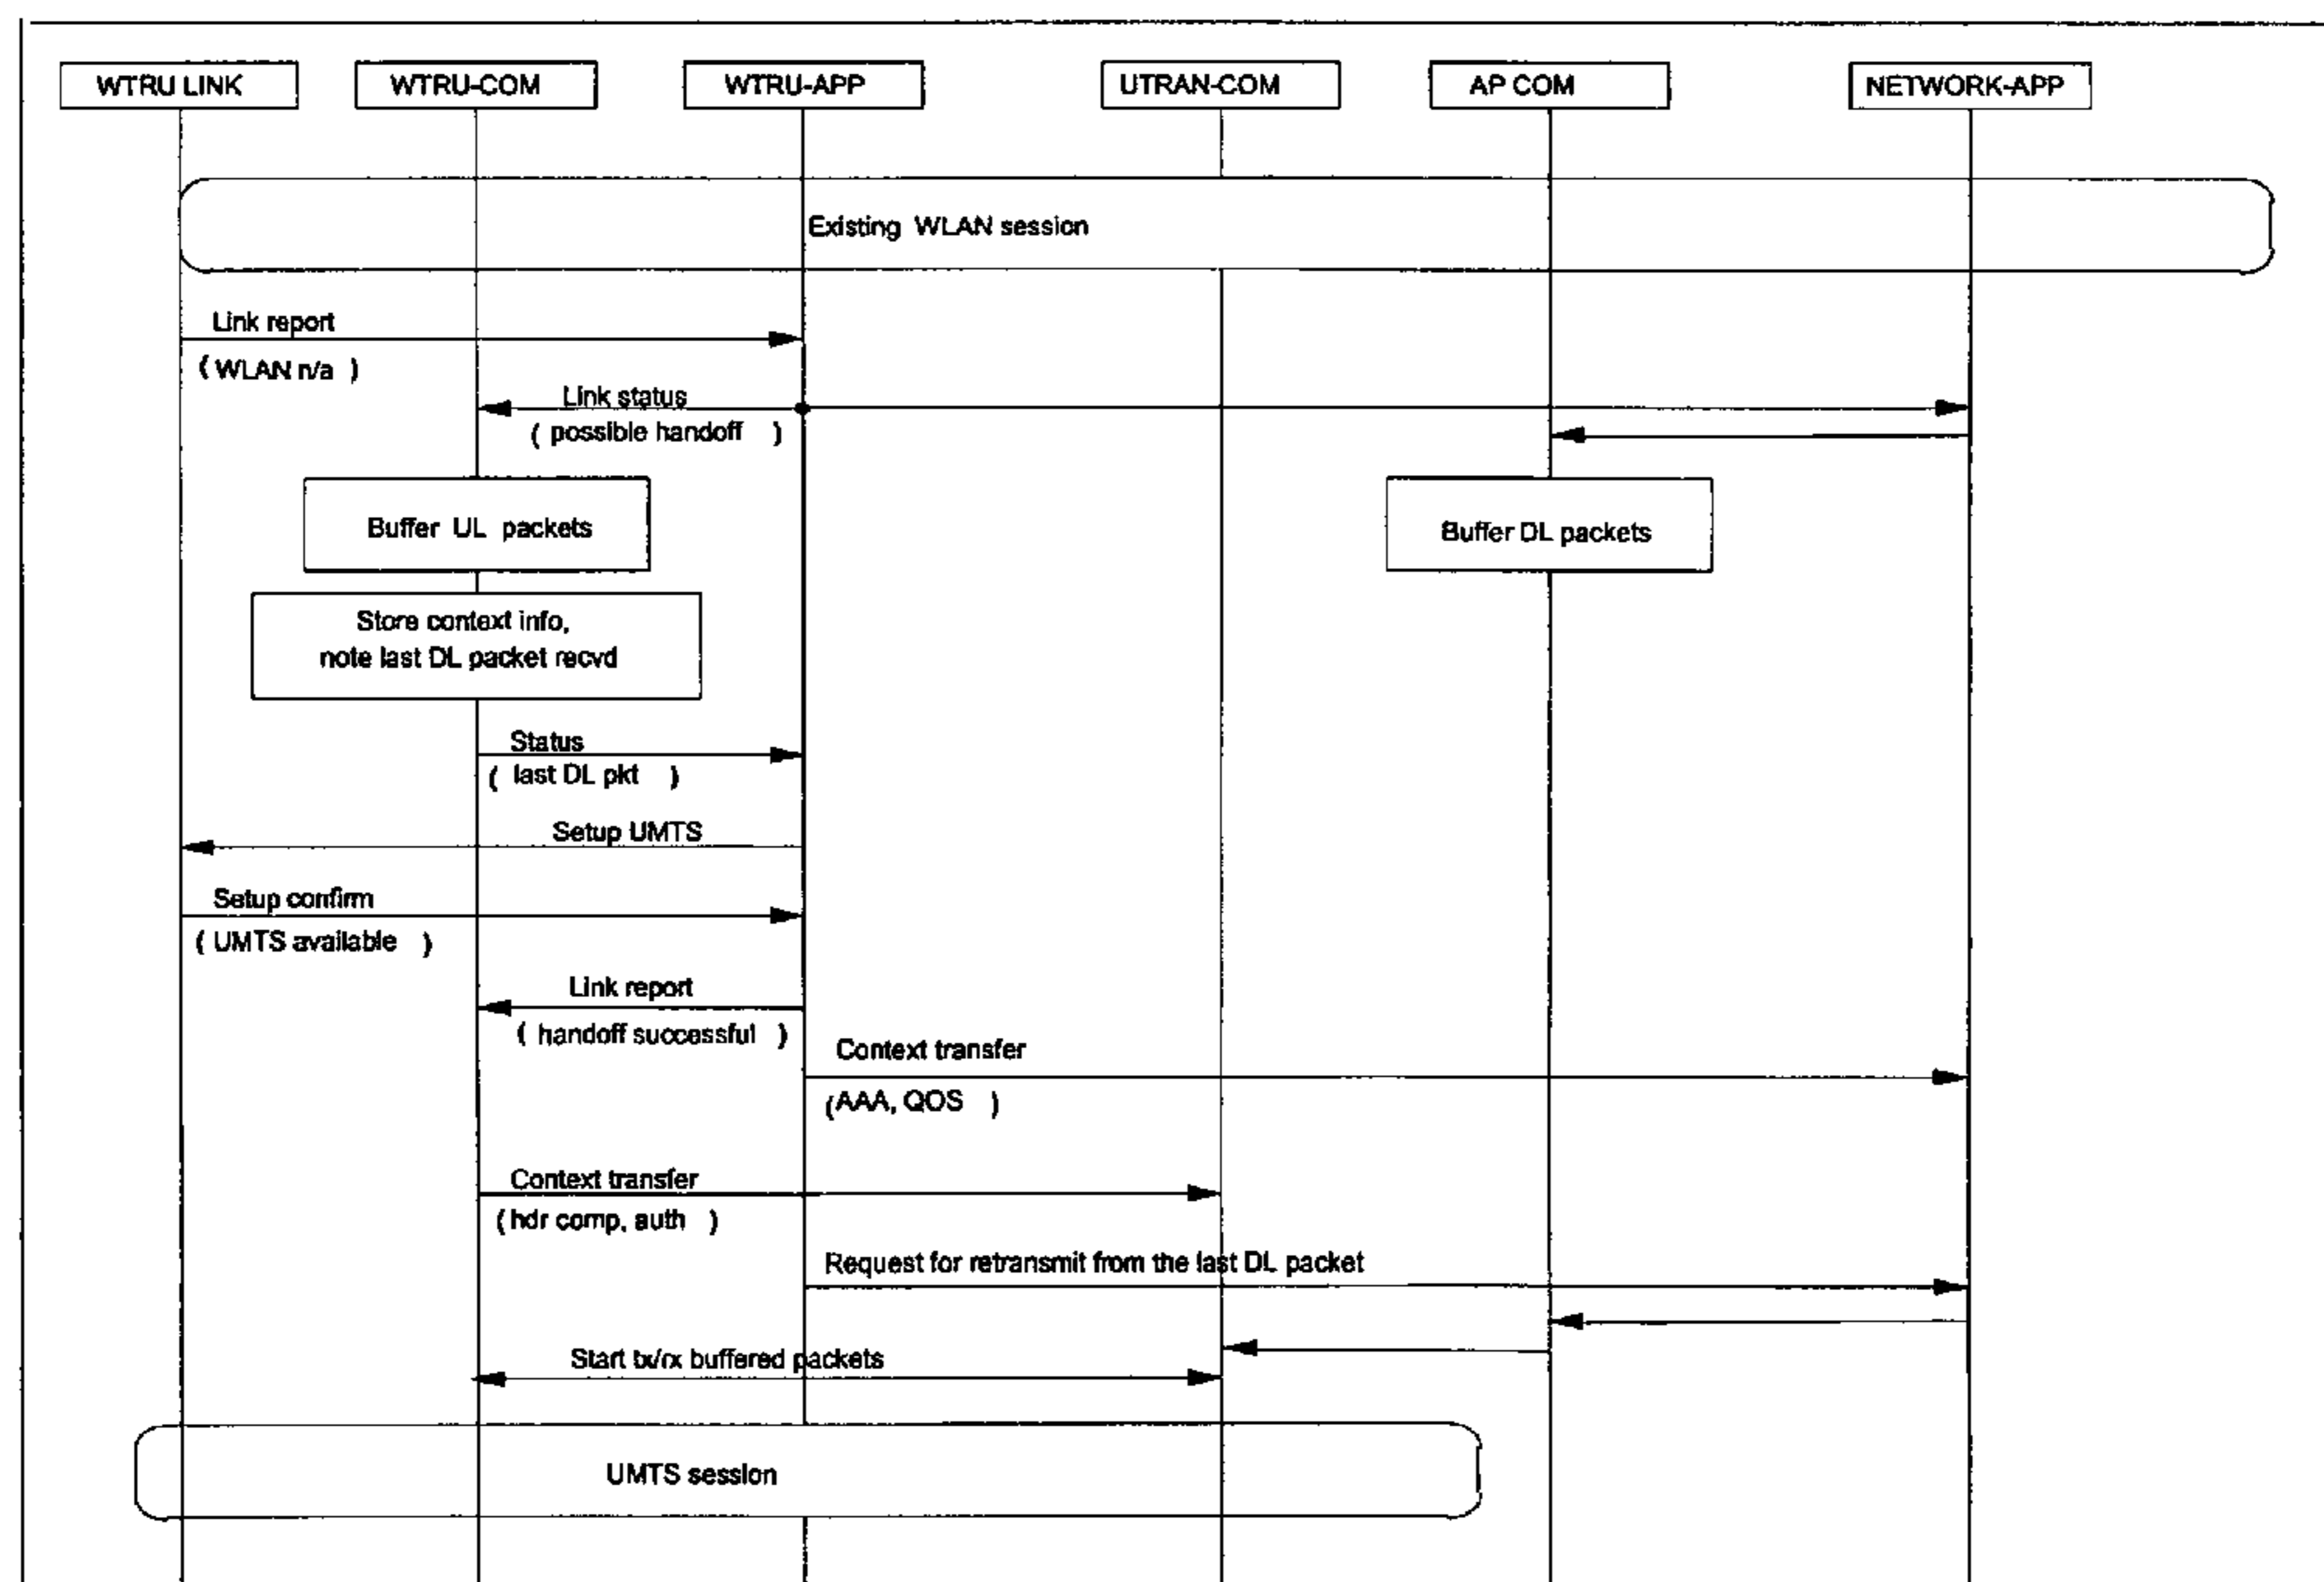 WTRU LINK
WTRU-COM
WTRU-APP
UTRAN-COM
AP COM
NETWORK-APP
Existing WLAN session
Link report
( WLAN n/a )
Link status
( possible handoff )
Buffer UL packets
Buffer DL packets
Store context info,
note last DL packet recvd
Status
( last DL pkt )
Setup UMTS
Setup confirm
( UMTS available )
Link report
( handoff successful )
Context transfer
(AAA, QOS )
Context transfer
( hdr comp, auth )
Request for retransmit from the last DL packet
Start tx/rx buffered packets
UMTS session